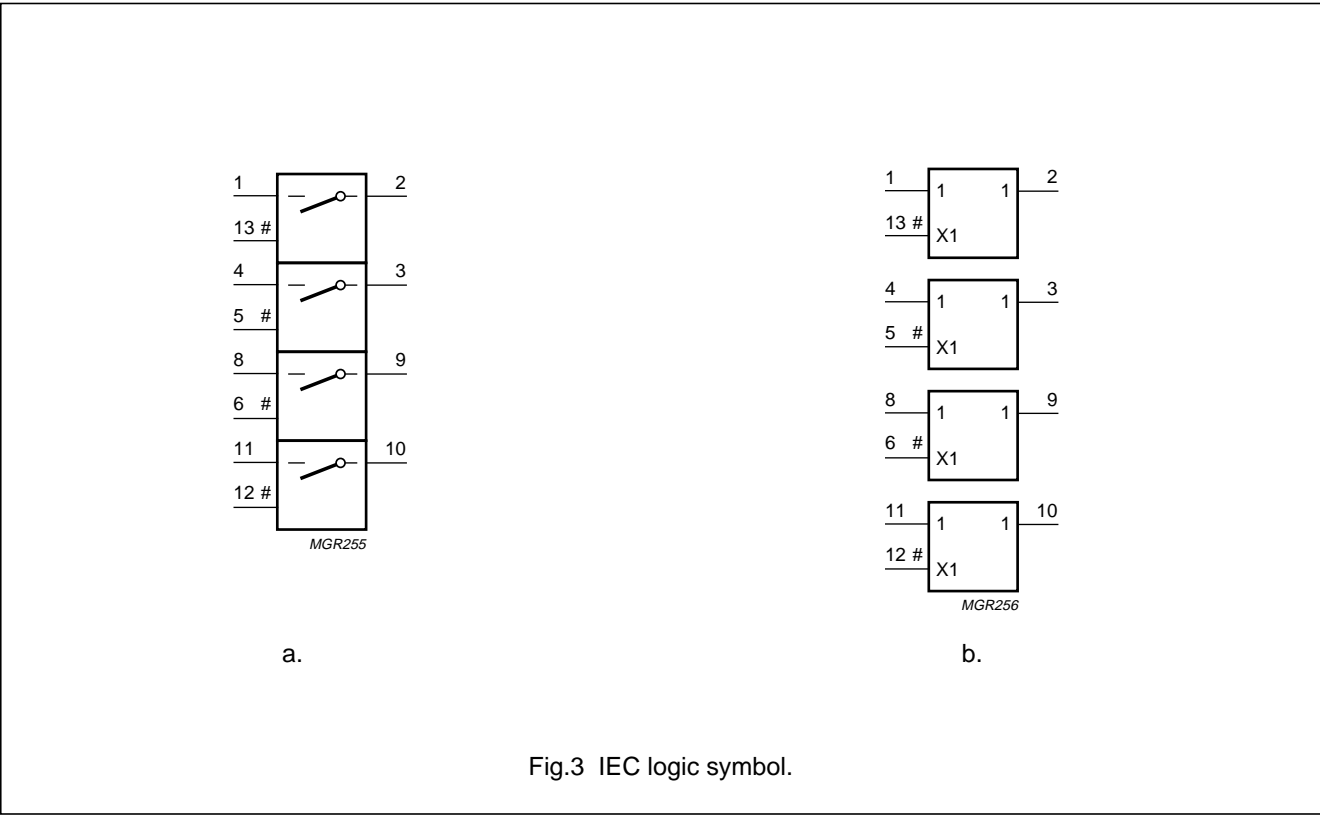 1 2
13 #
4 3
5 #
8 9
6 #
11 10
12 #
MGR255
a.
1 1 1 2
13 # X1
4 1 1 3
5 # X1
8 1 1 9
6 # X1
11 1 1 10
12 # X1
MGR256
b.
Fig.3 IEC logic symbol.